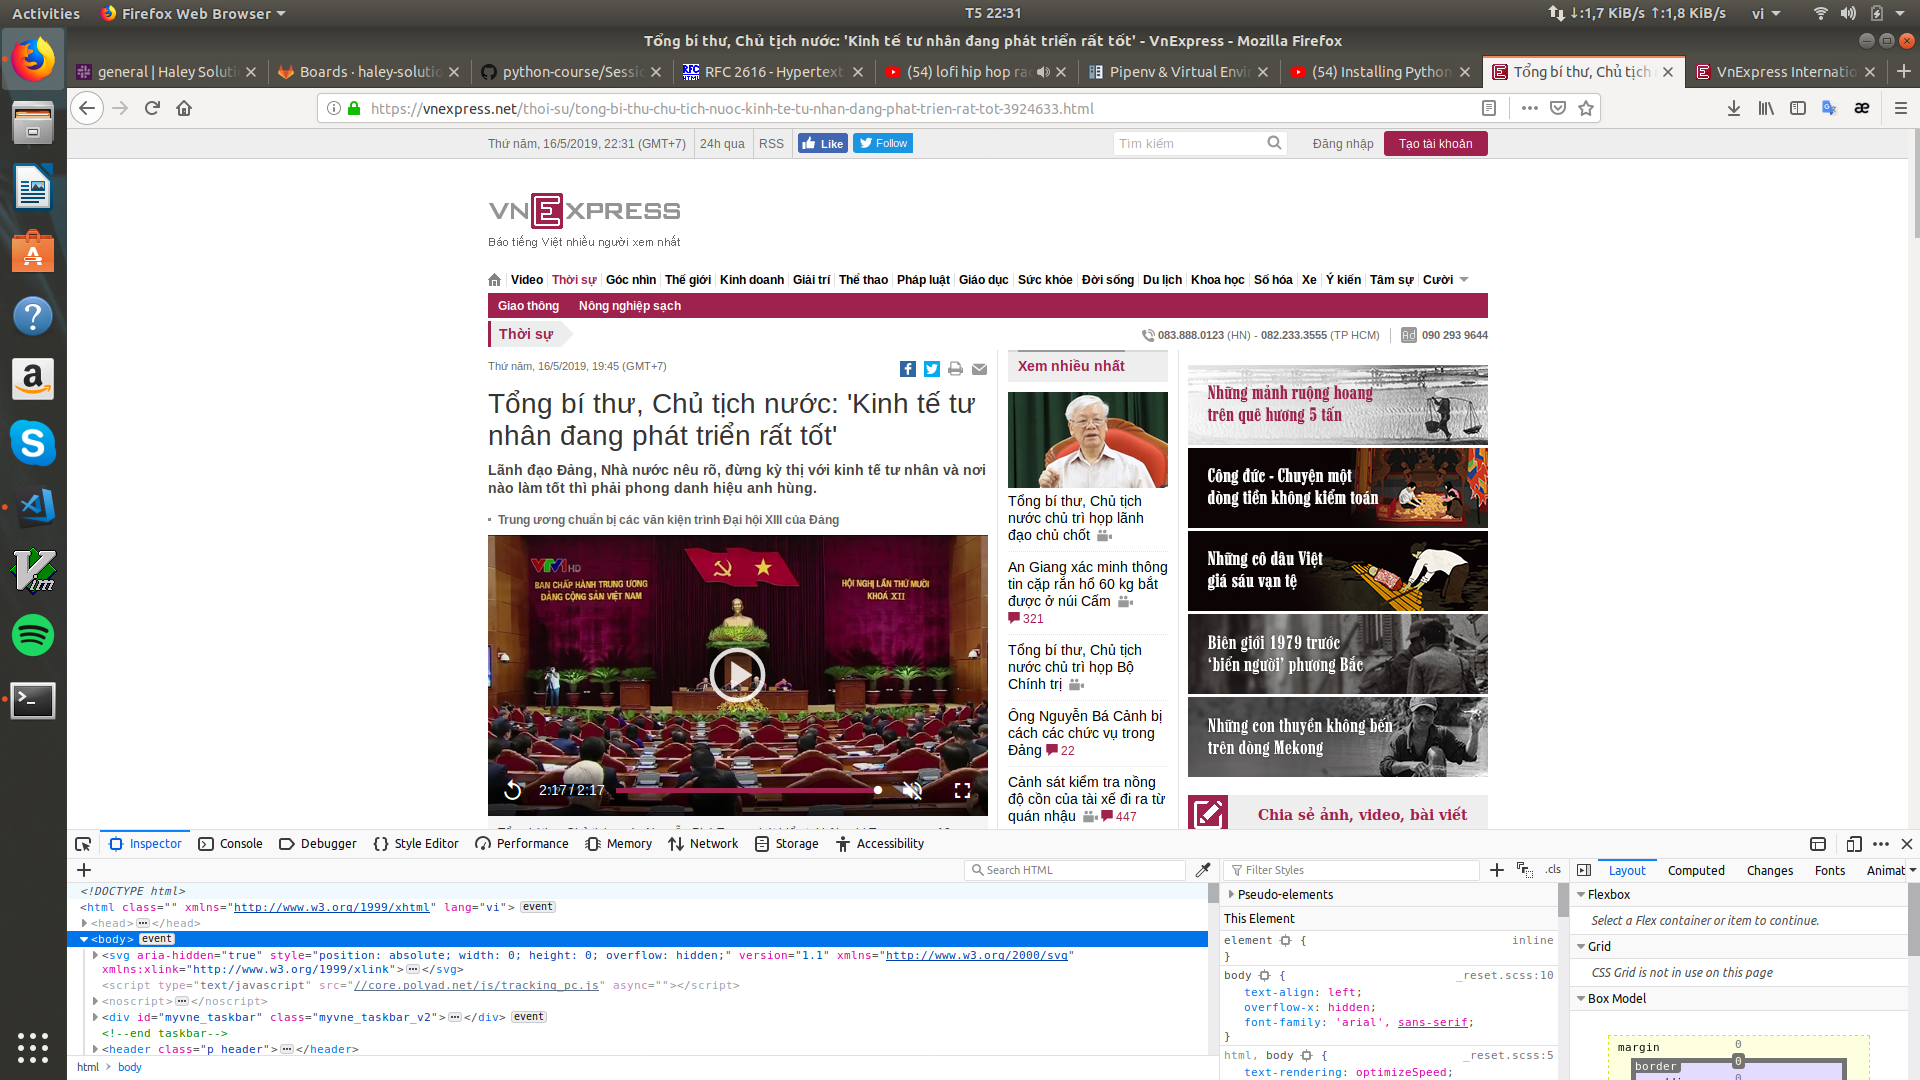 Activities
Firefox Web Browser
T5 22:31
↓:1,7 KiB/s ↑:1,8 KiB/s
vi
Tổng bí thư, Chủ tịch nước: 'Kinh tế tư nhân đang phát triển rất tốt' - VnExpress - Mozilla Firefox
general | Haley Soluti
Boards · haley-solutio
python-course/Sessio
RFC 2616 - Hypertext
(54) lofi hip hop rad
Pipenv & Virtual Envi
(54) Installing Python
Tổng bí thư, Chủ tịch
VnExpress Internatio
https://vnexpress.net/thoi-su/tong-bi-thu-chu-tich-nuoc-kinh-te-tu-nhan-dang-phat-trien-rat-tot-3924633.html
Thứ năm, 16/5/2019, 22:31 (GMT+7)
24h qua
RSS
Like
Follow
Tìm kiếm
Đăng nhập
Tạo tài khoản
VNEXPRESS
Báo tiếng Việt nhiều người xem nhất
Video Thời sự Góc nhìn Thế giới Kinh doanh Giải trí Thể thao Pháp luật Giáo dục Sức khỏe Đời sống Du lịch Khoa học Số hóa Xe Ý kiến Tâm sự Cười
Giao thông Nông nghiệp sạch
Thời sự
083.888.0123 (HN) - 082.233.3555 (TP HCM)
Ad 090 293 9644
Thứ năm, 16/5/2019, 19:45 (GMT+7)
Tổng bí thư, Chủ tịch nước: 'Kinh tế tư
nhân đang phát triển rất tốt'
Lãnh đạo Đảng, Nhà nước nêu rõ, đừng kỳ thị với kinh tế tư nhân và nơi
nào làm tốt thì phải phong danh hiệu anh hùng.
Trung ương chuẩn bị các văn kiện trình Đại hội XIII của Đảng
VTV1 HD
BAN CHẤP HÀNH TRUNG ƯƠNG
ĐẢNG CỘNG SẢN VIỆT NAM
HỘI NGHỊ LẦN THỨ MƯỜI
KHOÁ XII
2:17 / 2:17
Xem nhiều nhất
Tổng bí thư, Chủ tịch
nước chủ trì họp lãnh
đạo chủ chốt
An Giang xác minh thông
tin cặp rắn hổ 60 kg bắt
được ở núi Cấm
321
Tổng bí thư, Chủ tịch
nước chủ trì họp Bộ
Chính trị
Ông Nguyễn Bá Cảnh bị
cách các chức vụ trong
Đảng 22
Cảnh sát kiểm tra nồng
độ cồn của tài xế đi ra từ
quán nhậu 447
Những mảnh ruộng hoang
trên quê hương 5 tấn
Công đức - Chuyện một
dòng tiền không kiểm toán
Những cô dâu Việt
giá sáu vạn tệ
Biên giới 1979 trước
‘biển người’ phương Bắc
Những con thuyền không bến
trên dòng Mekong
Chia sẻ ảnh, video, bài viết
Inspector
Console
Debugger
Style Editor
Performance
Memory
Network
Storage
Accessibility
Search HTML
Filter Styles
.cls
Layout
Computed
Changes
Fonts
Animat
<!DOCTYPE html>
<html class="" xmlns="http://www.w3.org/1999/xhtml" lang="vi"> event
<head></head>
<body> event
<svg aria-hidden="true" style="position: absolute; width: 0; height: 0; overflow: hidden;" version="1.1" xmlns="http://www.w3.org/2000/svg"
xmlns:xlink="http://www.w3.org/1999/xlink"></svg>
<script type="text/javascript" src="//core.polyad.net/js/tracking_pc.js" async=""></script>
<noscript></noscript>
<div id="myvne_taskbar" class="myvne_taskbar_v2"></div> event
<!--end taskbar-->
<header class="p_header"></header>
html
body
Pseudo-elements
This Element
element {
inline
}
body {
_reset.scss:10
text-align: left;
overflow-x: hidden;
font-family: 'arial', sans-serif;
}
html, body {
_reset.scss:5
text-rendering: optimizeSpeed;
Flexbox
Select a Flex container or item to continue.
Grid
CSS Grid is not in use on this page
Box Model
margin
0
border
0